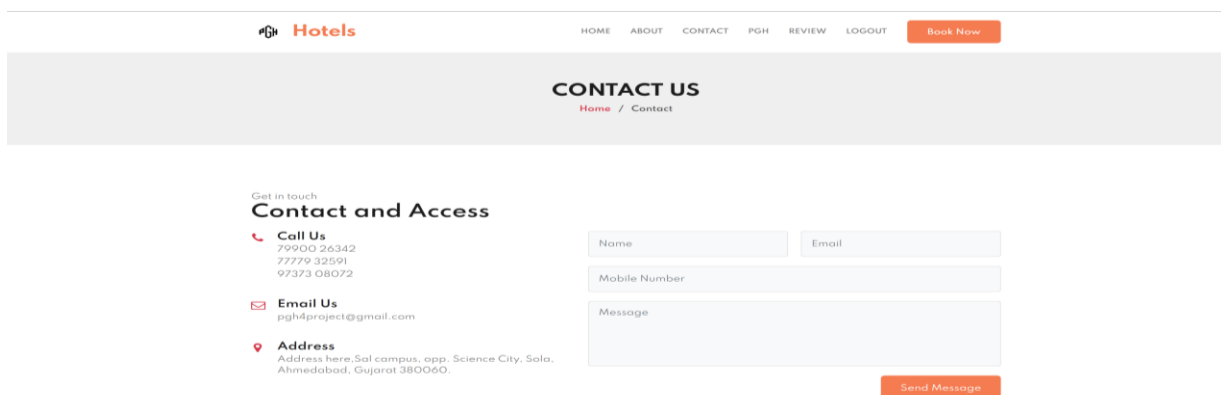 PGH Hotels HOME ABOUT CONTACT PGH REVIEW LOGOUT Book Now
CONTACT US
Home / Contact
Get in touch
Contact and Access
Call Us
79900 26342
77779 32591
97373 08072
Email Us
pgh4project@gmail.com
Address
Address here,Sal campus, opp. Science City, Sola,
Ahmedabad, Gujarat 380060.
Name Email
Mobile Number
Message
Send Message